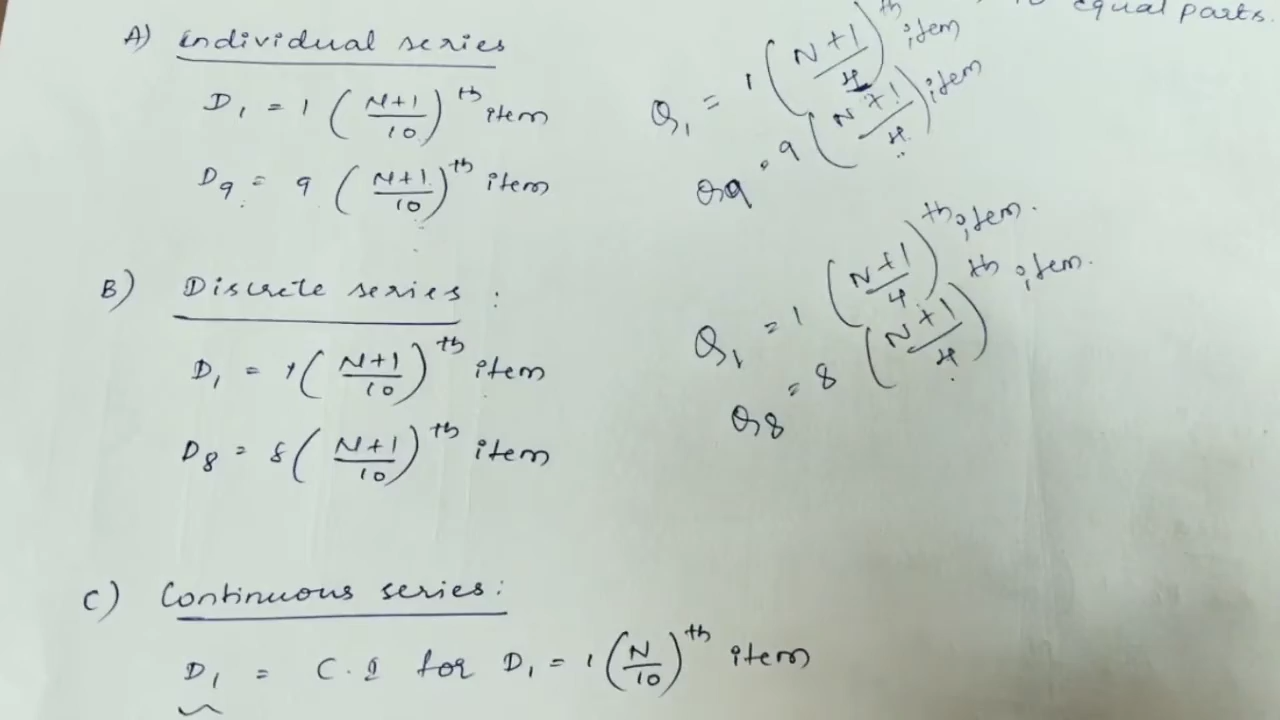 equal parts.
A) individual series
D₁ = 1 (N+1/10)th item
D9 = 9 (N+1/10)th item
Q₁ = 1 (N+1/4)th item
Q9 = 9 (N+1/4) item
B) Discrete series :
D₁ = 1 (N+1/10)th item
D8 = 8 (N+1/10)th item
Q₁ = 1 (N+1/4)th item.
Q8 = 8 (N+1/4)th item.
C) Continuous series :
D₁ = C.I for D₁ = 1 (N/10)th item